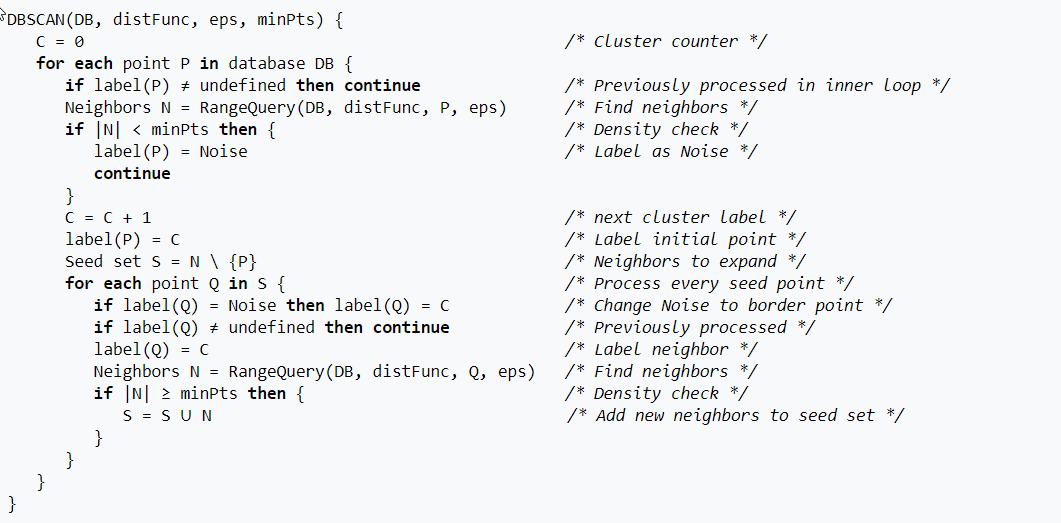 DBSCAN(DB, distFunc, eps, minPts) {
C = 0 /* Cluster counter */
for each point P in database DB {
if label(P) ≠ undefined then continue /* Previously processed in inner loop */
Neighbors N = RangeQuery(DB, distFunc, P, eps) /* Find neighbors */
if |N| < minPts then { /* Density check */
label(P) = Noise /* Label as Noise */
continue
}
C = C + 1 /* next cluster label */
label(P) = C /* Label initial point */
Seed set S = N \ {P} /* Neighbors to expand */
for each point Q in S { /* Process every seed point */
if label(Q) = Noise then label(Q) = C /* Change Noise to border point */
if label(Q) ≠ undefined then continue /* Previously processed */
label(Q) = C /* Label neighbor */
Neighbors N = RangeQuery(DB, distFunc, Q, eps) /* Find neighbors */
if |N| ≥ minPts then { /* Density check */
S = S ∪ N /* Add new neighbors to seed set */
}
}
}
}